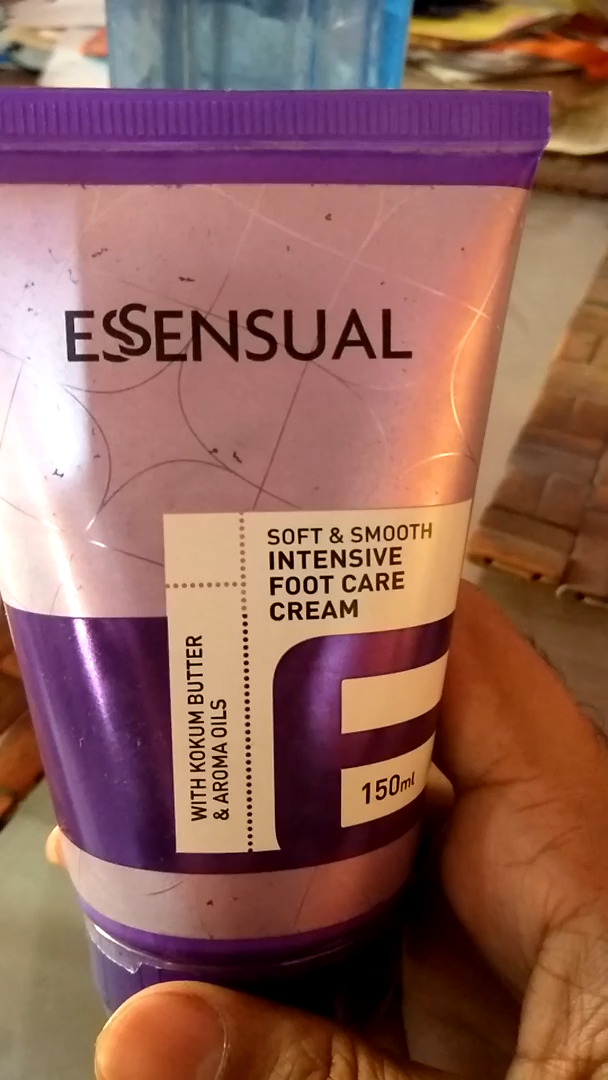 ESSENSUAL
SOFT & SMOOTH
INTENSIVE
FOOT CARE
CREAM
WITH KOKUM BUTTER
& AROMA OILS
150ml